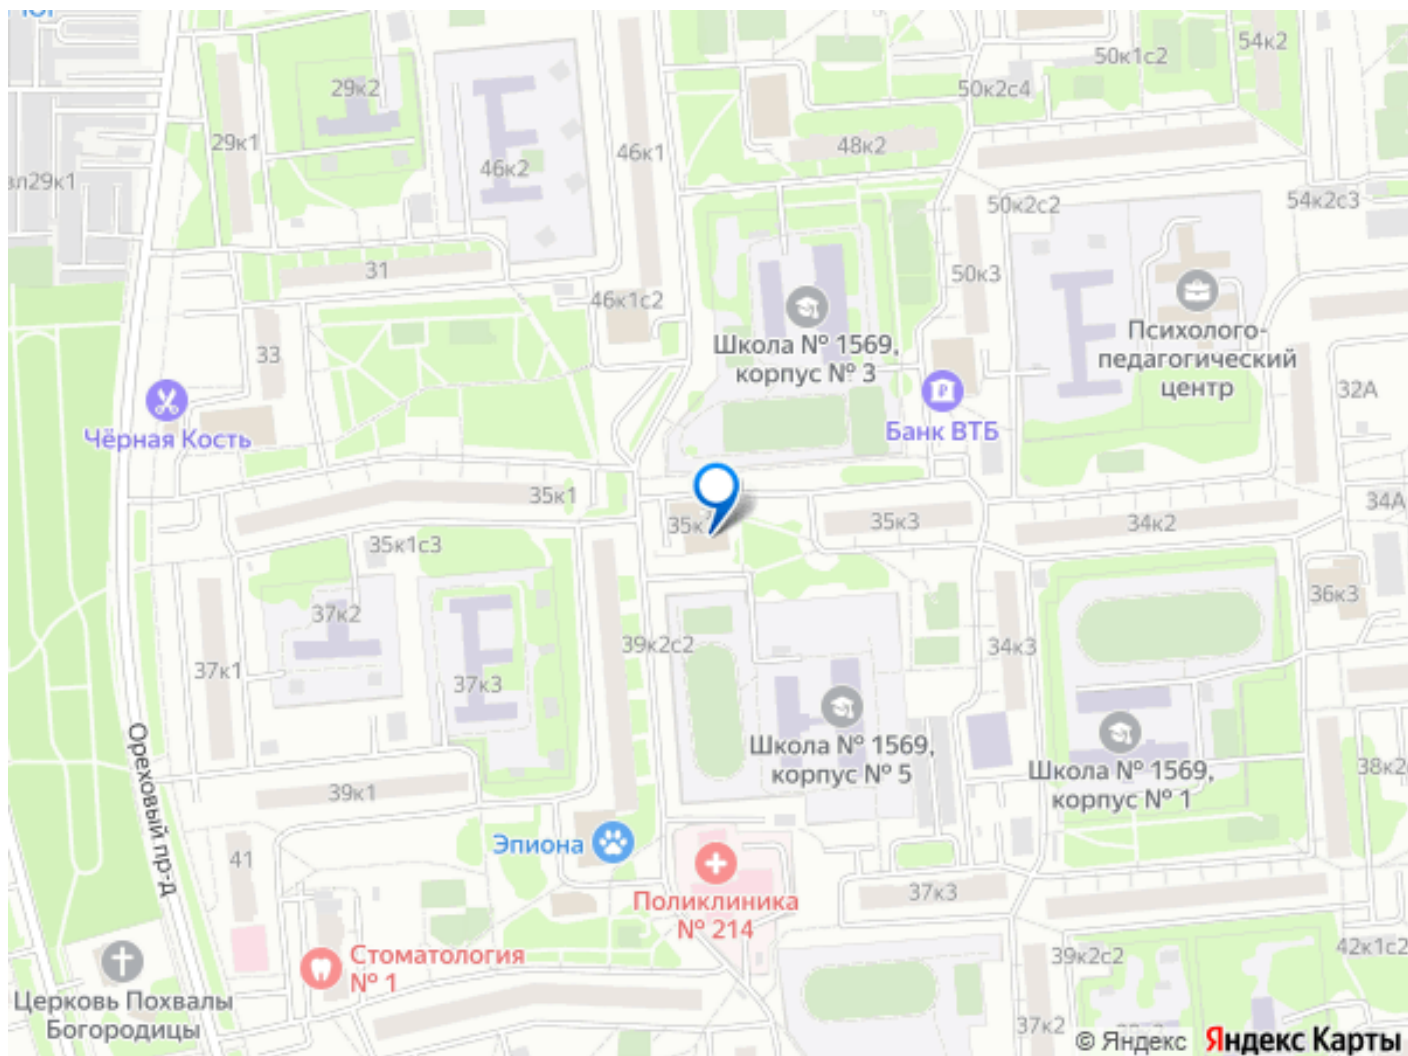 54к2
50к1с2
29к2
50к2с4
29к1
48к2
46к1
46к2
вл29к1
54к2с3
50к2с2
31
50к3
46к1с2
Психолого-
педагогический
центр
Школа № 1569,
корпус № 3
33
32А
Чёрная Кость
Банк ВТБ
35к1
34А
35к3
34к2
35к
35к1с3
36к3
37к2
39к2с2
34к3
37к1
37к3
Ореховый пр-д
Школа № 1569,
корпус № 5
Школа № 1569,
корпус № 1
38к2
39к1
Эпиона
41
Поликлиника
№ 214
37к3
Стоматология
№ 1
39к2с2
42к1с2
Церковь Похвалы
Богородицы
37к2
© Яндекс Яндекс Карты